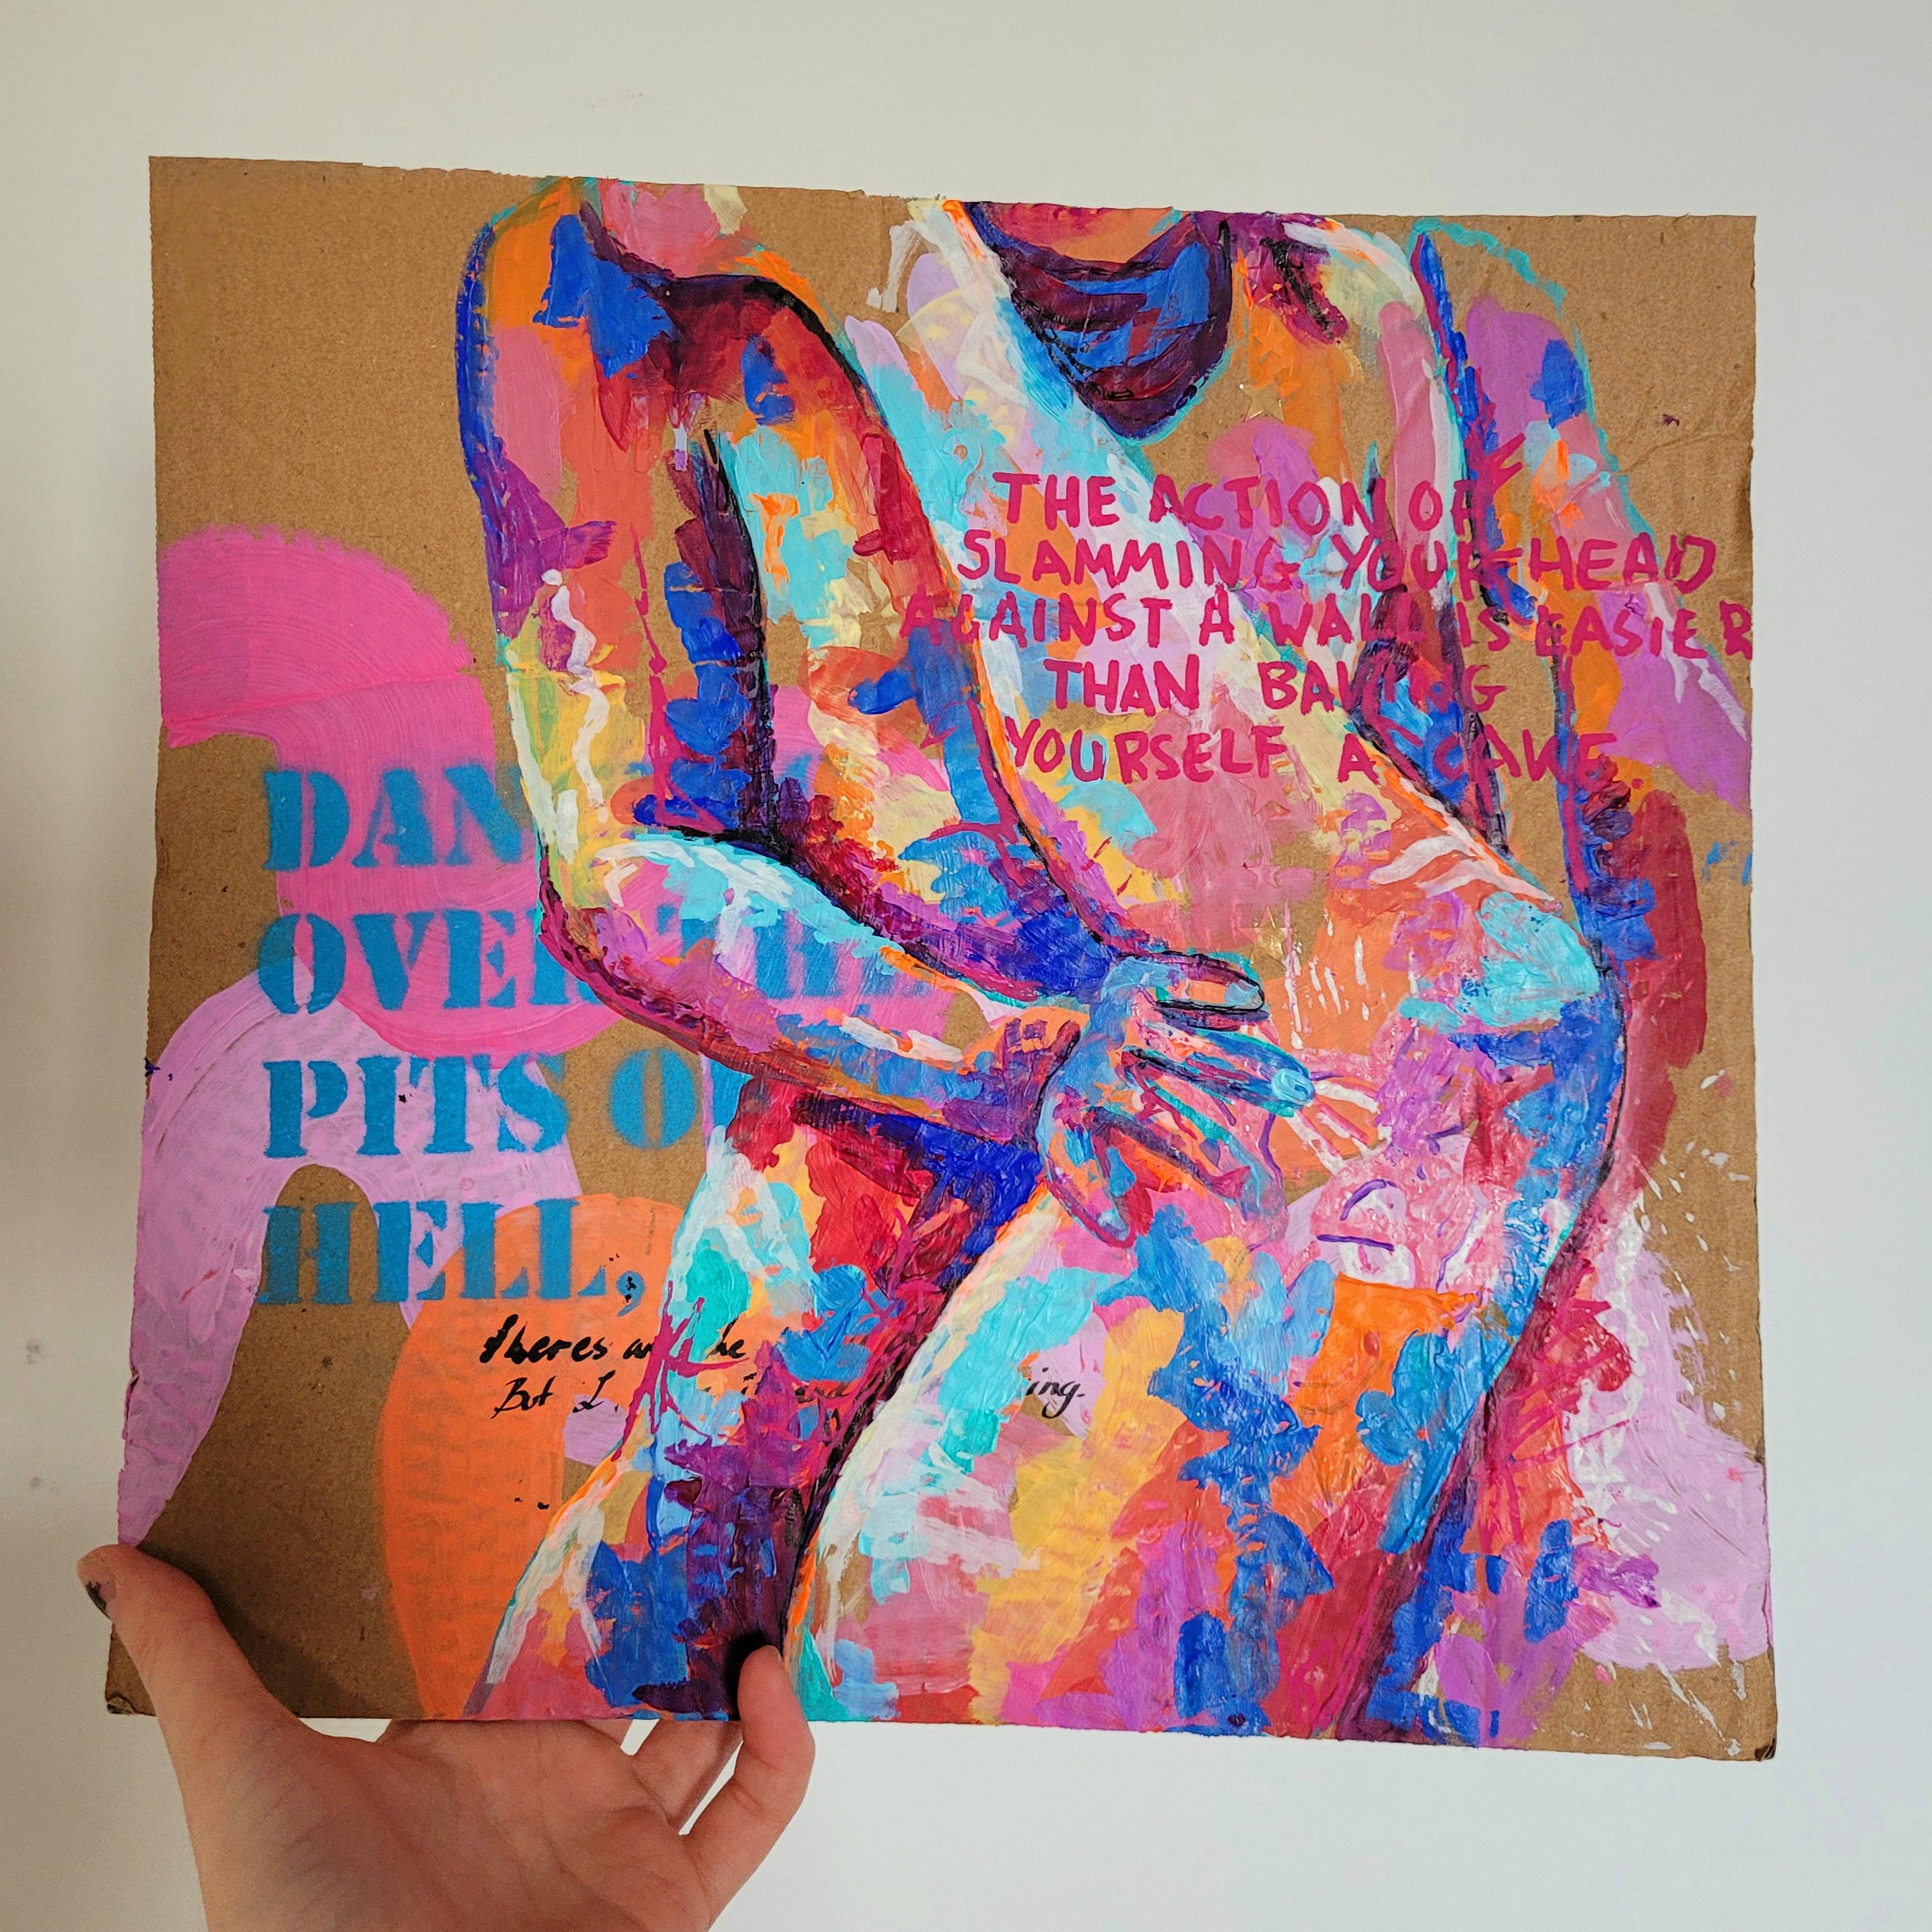 THE ACTION OF
SLAMMING YOUR HEAD
AGAINST A WALL IS EASIER
THAN BAKING
YOURSELF A CAKE.
DAN
OVER THE
PITS O
HELL,
theres
But I
ing.